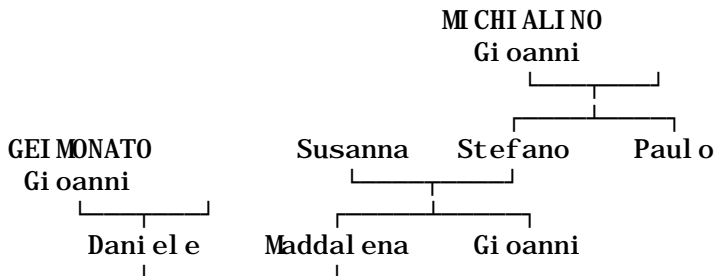 MICHIALINO
Gioanni
GEIMONATO Susanna Stefano Paulo
Gioanni
Daniele Maddalena Gioanni